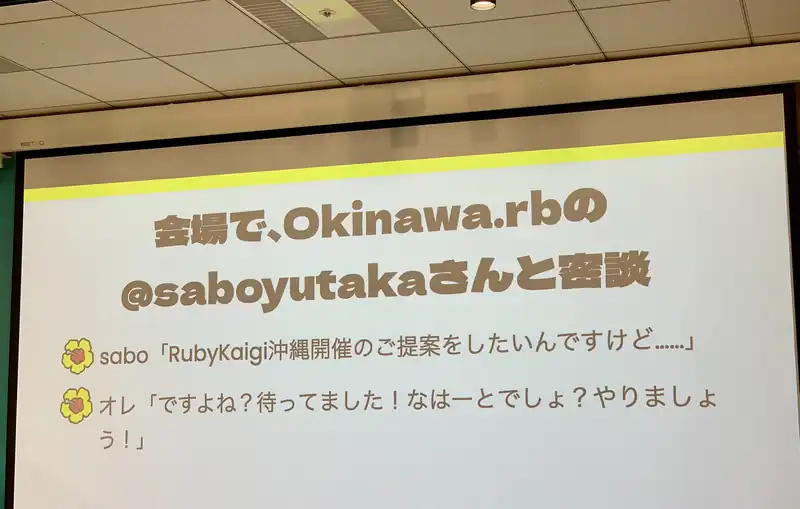 会場で、Okinawa.rbの
@saboyutakaさんと密談
sabo「RubyKaigi沖縄開催のご提案をしたいんですけど……」
オレ「ですよね？待ってました！なはーとでしょ？やりましょ
う！」